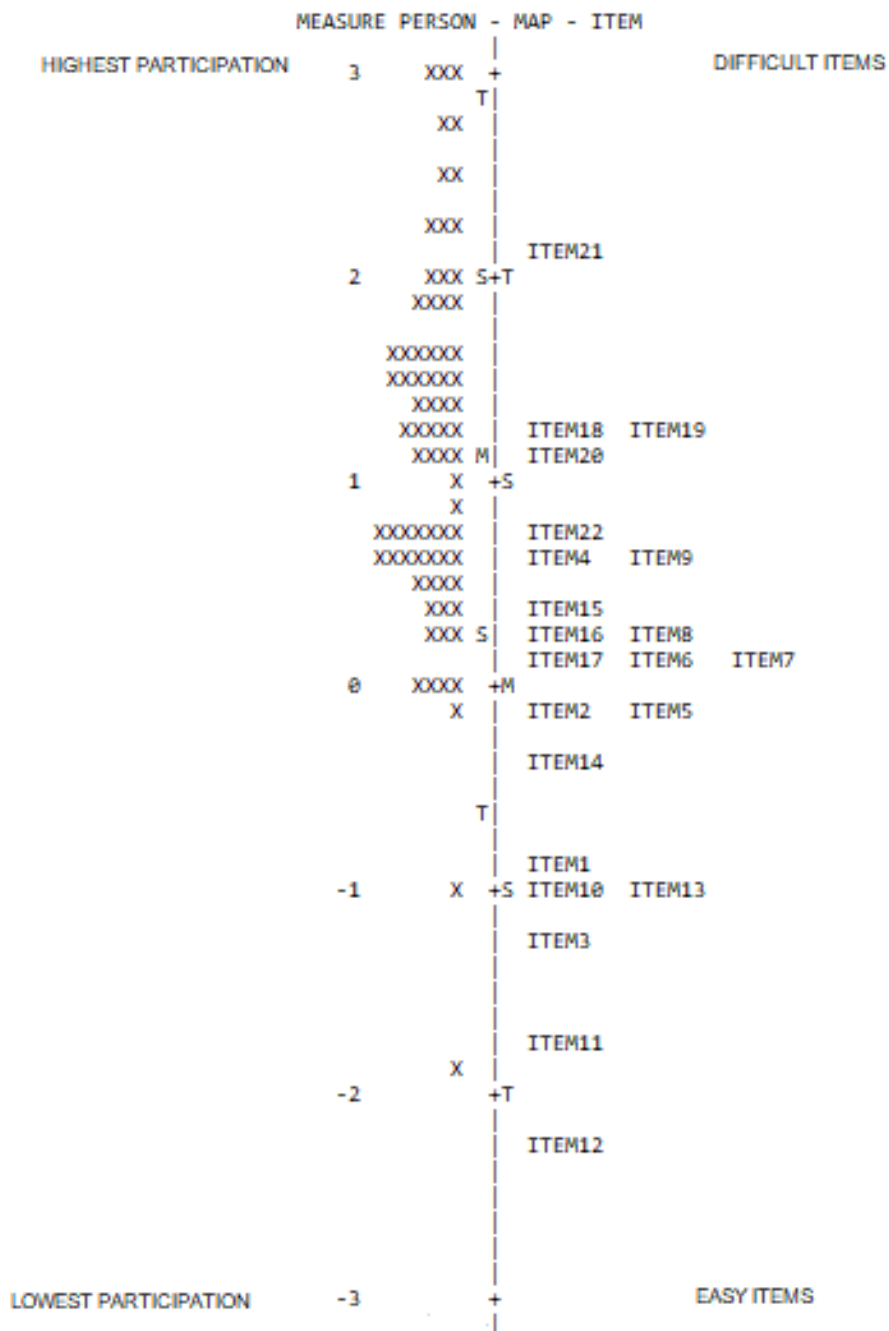 MEASURE PERSON - MAP - ITEM
|
HIGHEST PARTICIPATION 3 XXX + DIFFICULT ITEMS
T|
XX |
|
XX |
|
XXX |
| ITEM21
2 XXX S+T
XXXX |
|
XXXXXX |
XXXXXX |
XXXX |
XXXXX | ITEM18 ITEM19
XXXX M| ITEM20
1 X +S
X |
XXXXXXX | ITEM22
XXXXXXX | ITEM4 ITEM9
XXXX |
XXX | ITEM15
XXX S| ITEM16 ITEM8
| ITEM17 ITEM6 ITEM7
0 XXXX +M
X | ITEM2 ITEM5
|
| ITEM14
|
T|
|
| ITEM1
-1 X +S ITEM10 ITEM13
|
| ITEM3
|
|
|
| ITEM11
X |
-2 +T
|
| ITEM12
|
|
|
|
|
LOWEST PARTICIPATION -3 + EASY ITEMS
|